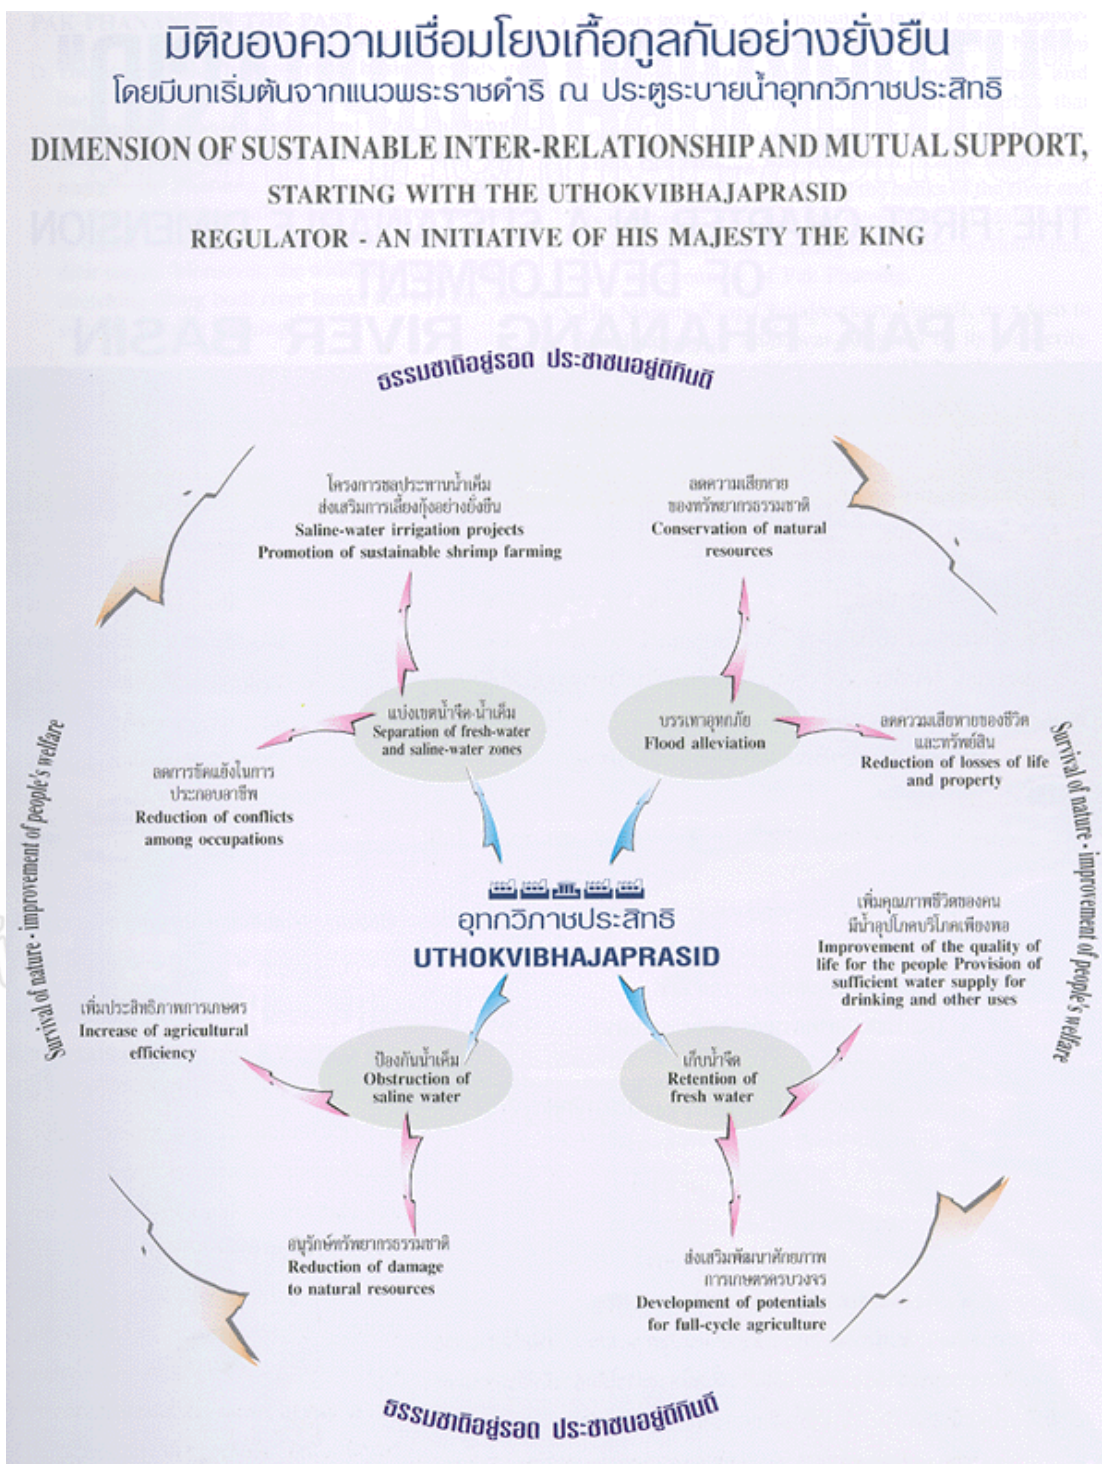 มิติของความเชื่อมโยงเกื้อกูลกันอย่างยั่งยืน
โดยมีบทเริ่มต้นจากแนวพระราชดำริ ณ ประตูระบายน้ำอุทกวิภาชประสิทธิ
DIMENSION OF SUSTAINABLE INTER-RELATIONSHIP AND MUTUAL SUPPORT,
STARTING WITH THE UTHOKVIBHAJAPRASID
REGULATOR - AN INITIATIVE OF HIS MAJESTY THE KING
ธรรมชาติอยู่รอด ประชาชนอยู่ดีกินดี
โครงการชลประทานน้ำเค็ม
ส่งเสริมการเลี้ยงกุ้งอย่างยั่งยืน
Saline-water irrigation projects
Promotion of sustainable shrimp farming
ลดความเสียหาย
ของทรัพยากรธรรมชาติ
Conservation of natural
resources
แบ่งเขตน้ำจืด-น้ำเค็ม
Separation of fresh-water
and saline-water zones
บรรเทาอุทกภัย
Flood alleviation
ลดความเสียหายของชีวิต
และทรัพย์สิน
Reduction of losses of life
and property
ลดการขัดแย้งในการ
ประกอบอาชีพ
Reduction of conflicts
among occupations
Survival of nature - improvement of people's welfare
Survival of nature - improvement of people's welfare
อุทกวิภาชประสิทธิ
UTHOKVIBHAJAPRASID
เพิ่มคุณภาพชีวิตของคน
มีน้ำอุปโภคบริโภคเพียงพอ
Improvement of the quality of
life for the people Provision of
sufficient water supply for
drinking and other uses
เพิ่มประสิทธิภาพการเกษตร
Increase of agricultural
efficiency
ป้องกันน้ำเค็ม
Obstruction of
saline water
เก็บน้ำจืด
Retention of
fresh water
อนุรักษ์ทรัพยากรธรรมชาติ
Reduction of damage
to natural resources
ส่งเสริมพัฒนาศักยภาพ
การเกษตรครบวงจร
Development of potentials
for full-cycle agriculture
ธรรมชาติอยู่รอด ประชาชนอยู่ดีกินดี